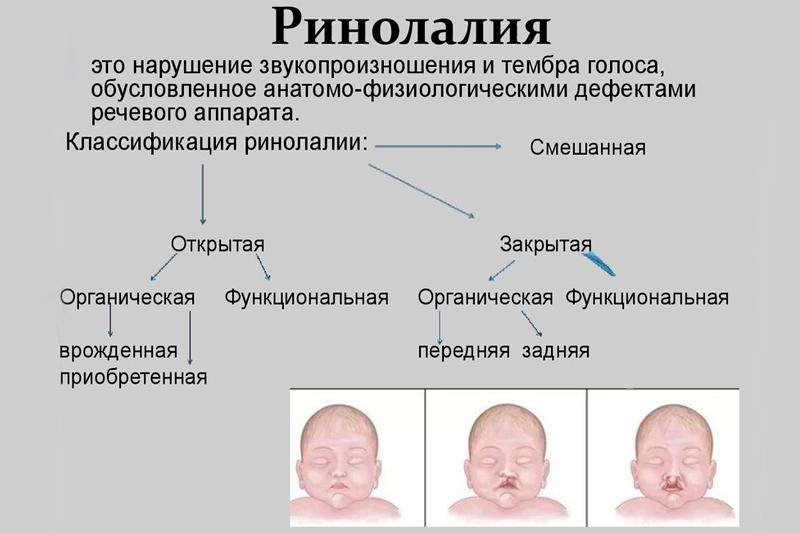 Ринолалия
это нарушение звукопроизношения и тембра голоса,
обусловленное анатомо-физиологическими дефектами
речевого аппарата.
Классификация ринолалии:
Смешанная
Открытая
Закрытая
Органическая
Функциональная
Органическая
Функциональная
врожденная
передняя
задняя
приобретенная